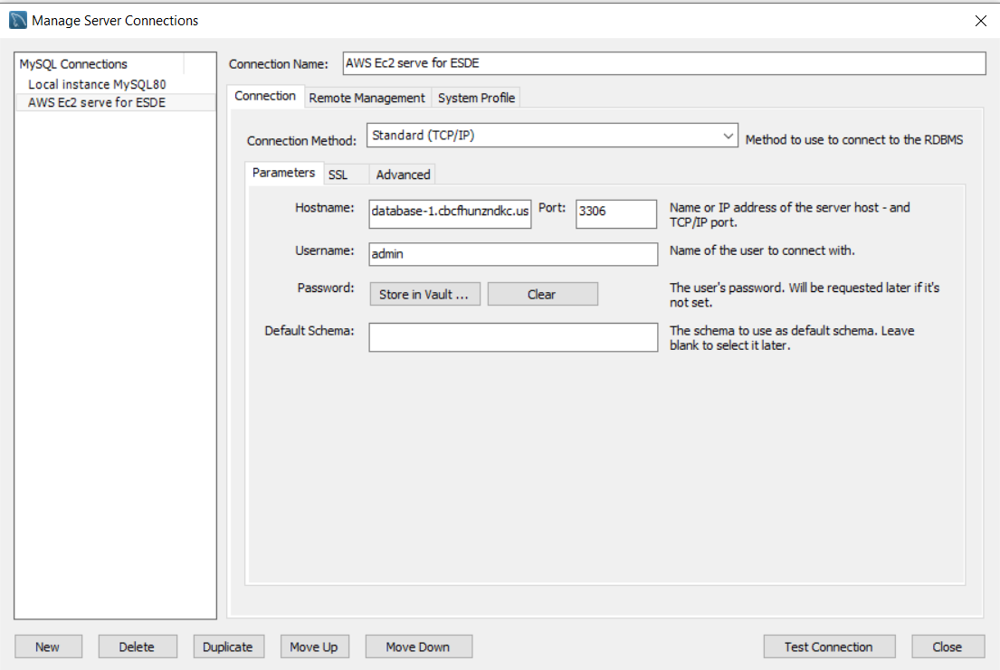 Manage Server Connections
MySQL Connections
Local instance MySQL80
AWS Ec2 serve for ESDE
Connection Name: AWS Ec2 serve for ESDE
Connection Remote Management System Profile
Connection Method: Standard (TCP/IP) Method to use to connect to the RDBMS
Parameters SSL Advanced
Hostname: database-1.cbcfhunzndkc.us Port: 3306 Name or IP address of the server host - and
TCP/IP port.
Username: admin Name of the user to connect with.
Password: Store in Vault ... Clear The user's password. Will be requested later if it's
not set.
Default Schema: The schema to use as default schema. Leave
blank to select it later.
New Delete Duplicate Move Up Move Down Test Connection Close